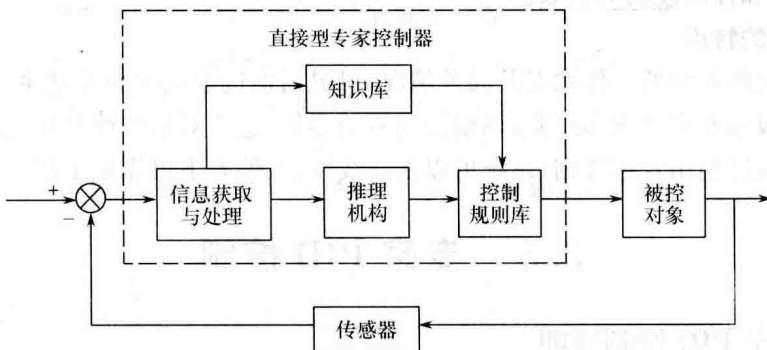 直接型专家控制器
知识库
+
−
信息获取
与处理
推理
机构
控制
规则库
被控
对象
传感器